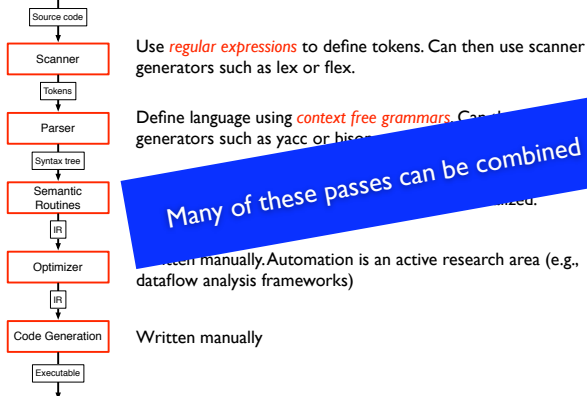 Source code
Scanner
Use regular expressions to define tokens. Can then use scanner
generators such as lex or flex.
Tokens
Parser
Define language using context free grammars. Can
generators such as yacc or bison
Syntax tree
Many of these passes can be combined
Semantic
Routines
IR
Optimizer
manually. Automation is an active research area (e.g.,
dataflow analysis frameworks)
IR
Code Generation
Written manually
Executable